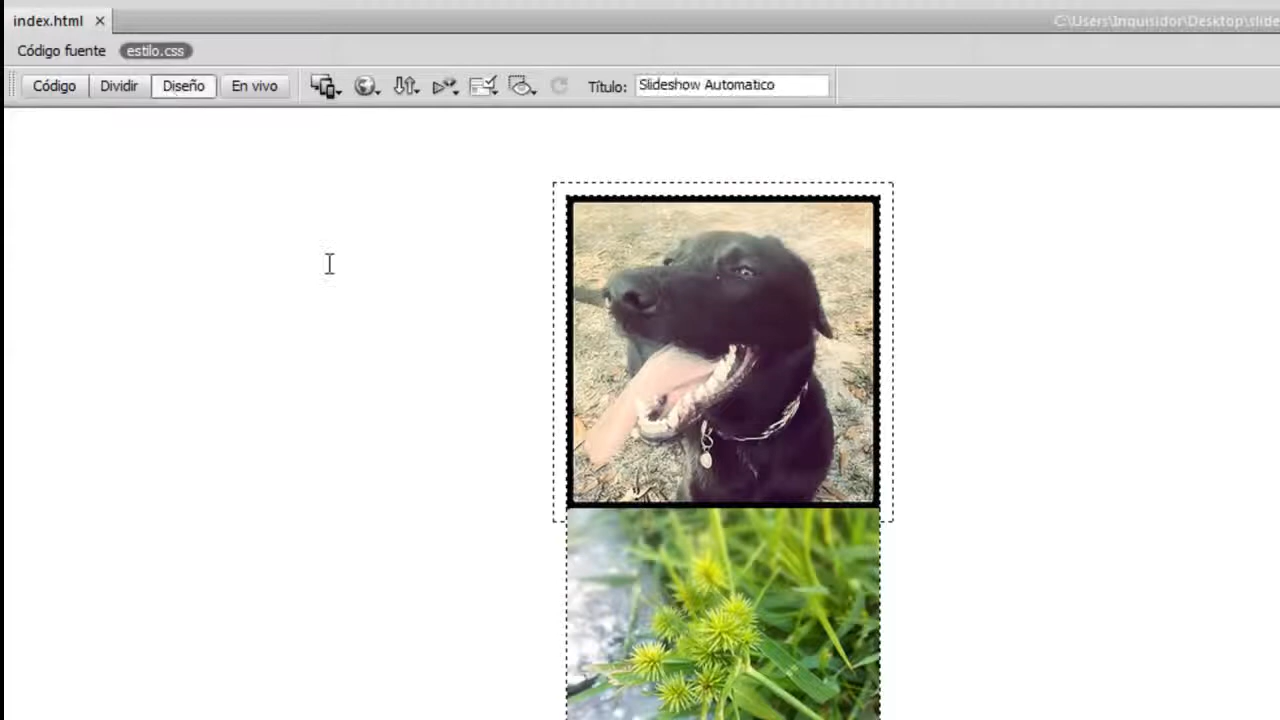 index.html ×
C:\Users\Inquisidor\Desktop\slide
Código fuente estilo.css
Código Dividir Diseño En vivo Título: Slideshow Automatico